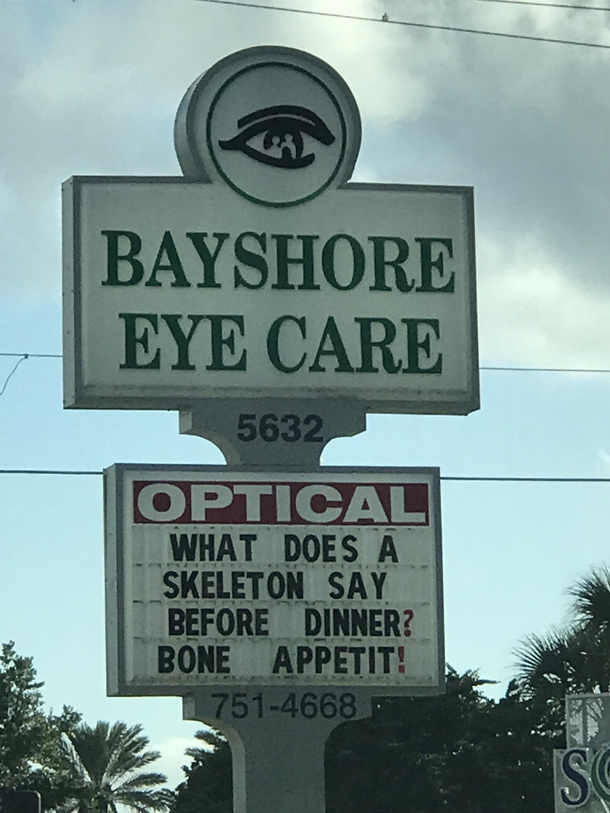 BAYSHORE
EYE CARE
5632
OPTICAL
WHAT DOES A
SKELETON SAY
BEFORE DINNER?
BONE APPETIT!
751-4668